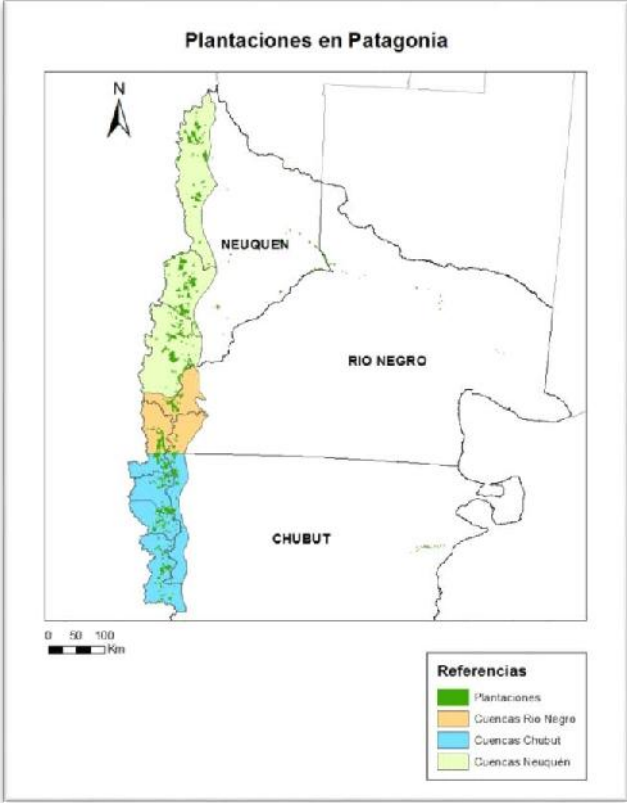 Plantaciones en Patagonia
N
NEUQUEN
RIO NEGRO
CHUBUT
0 50 100
Km
Referencias
Plantaciones
Cuencas Rio Negro
Cuencas Chubut
Cuencas Neuquén